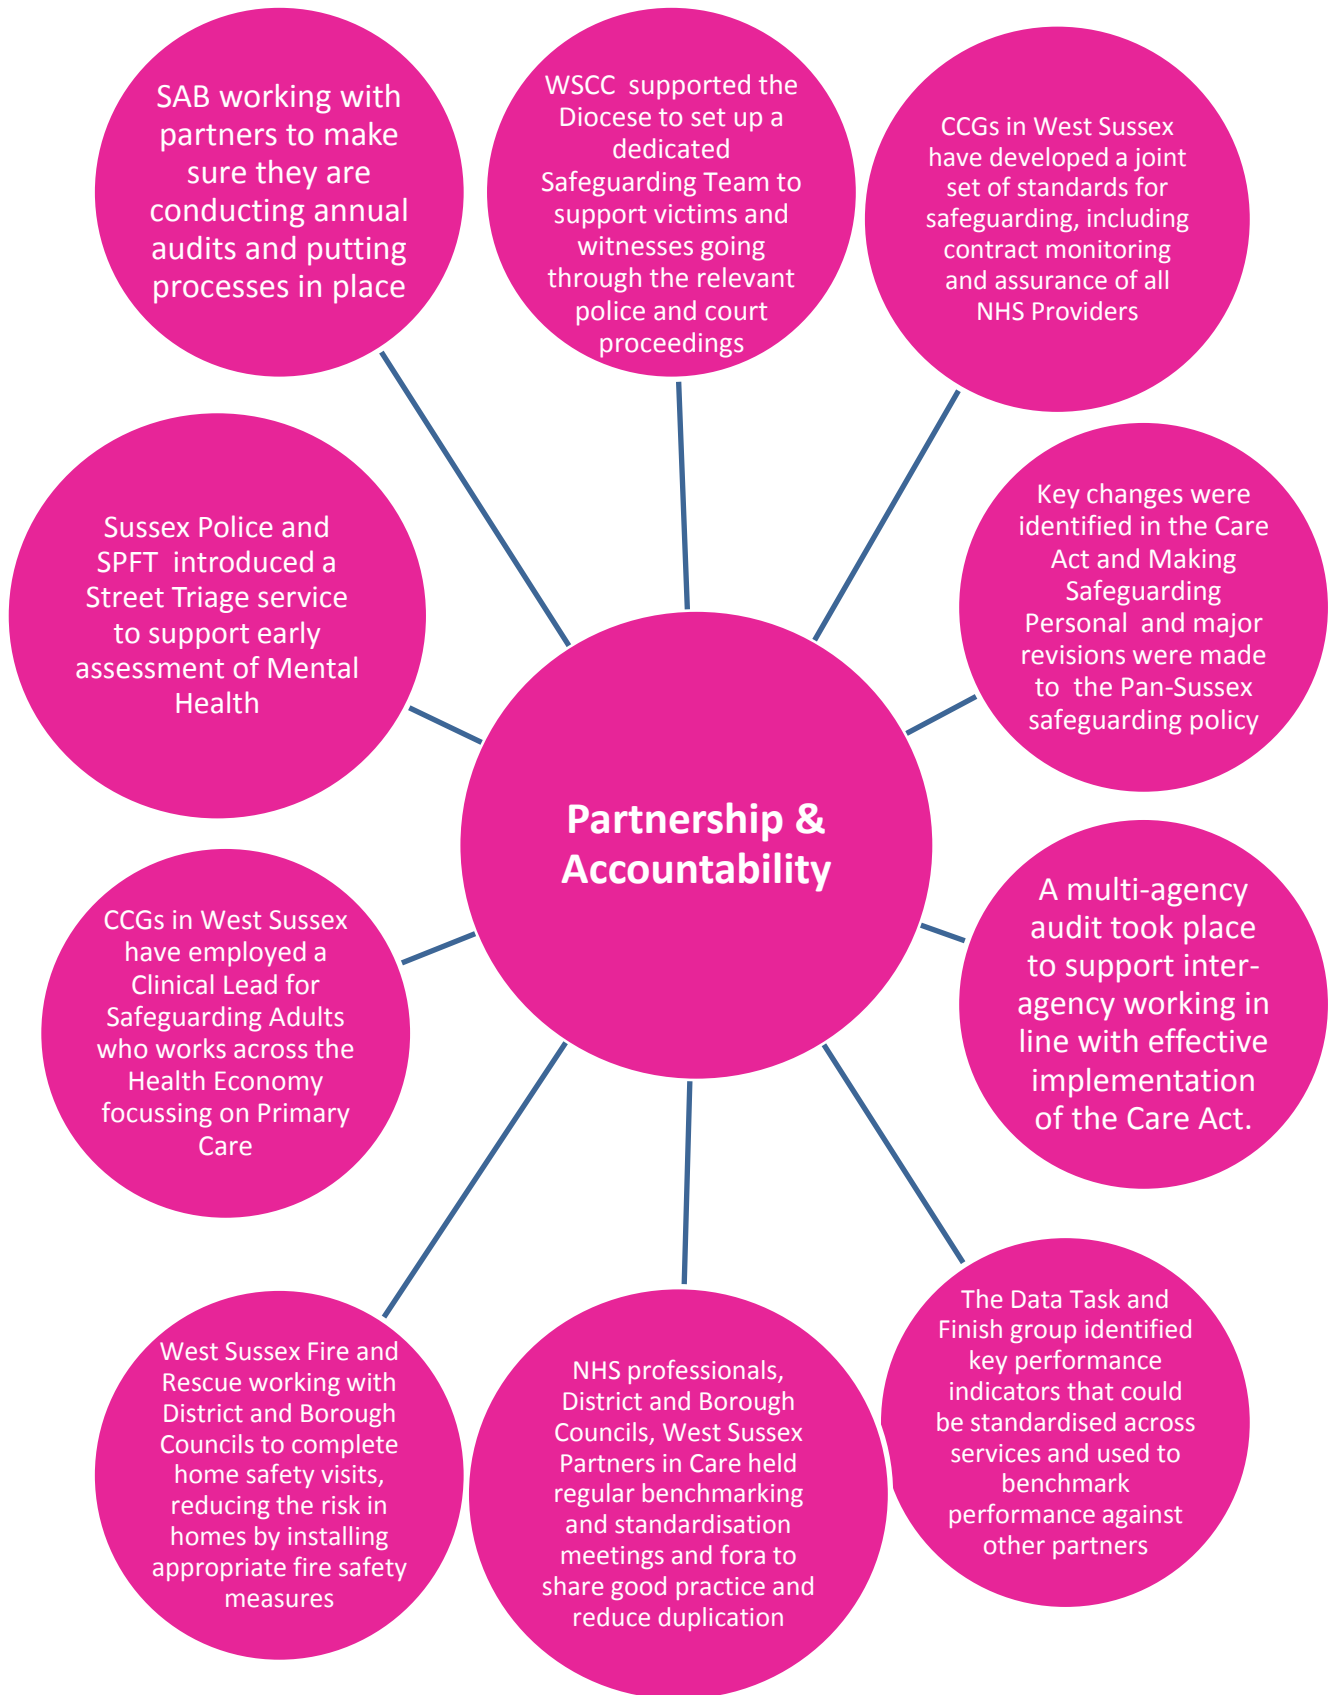 SAB working with
partners to make
sure they are
conducting annual
audits and putting
processes in place
WSCC supported the
Diocese to set up a
dedicated
Safeguarding Team to
support victims and
witnesses going
through the relevant
police and court
proceedings
CCGs in West Sussex
have developed a joint
set of standards for
safeguarding, including
contract monitoring
and assurance of all
NHS Providers
Sussex Police and
SPFT introduced a
Street Triage service
to support early
assessment of Mental
Health
Key changes were
identified in the Care
Act and Making
Safeguarding
Personal and major
revisions were made
to the Pan-Sussex
safeguarding policy
Partnership &
Accountability
CCGs in West Sussex
have employed a
Clinical Lead for
Safeguarding Adults
who works across the
Health Economy
focussing on Primary
Care
A multi-agency
audit took place
to support inter-
agency working in
line with effective
implementation
of the Care Act.
West Sussex Fire and
Rescue working with
District and Borough
Councils to complete
home safety visits,
reducing the risk in
homes by installing
appropriate fire safety
measures
NHS professionals,
District and Borough
Councils, West Sussex
Partners in Care held
regular benchmarking
and standardisation
meetings and fora to
share good practice and
reduce duplication
The Data Task and
Finish group identified
key performance
indicators that could
be standardised across
services and used to
benchmark
performance against
other partners